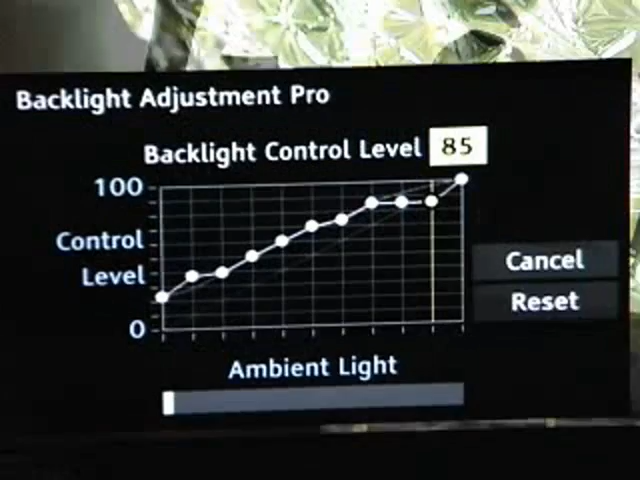 Backlight Adjustment Pro
Backlight Control Level 85
100
Control
Level
0
Cancel
Reset
Ambient Light